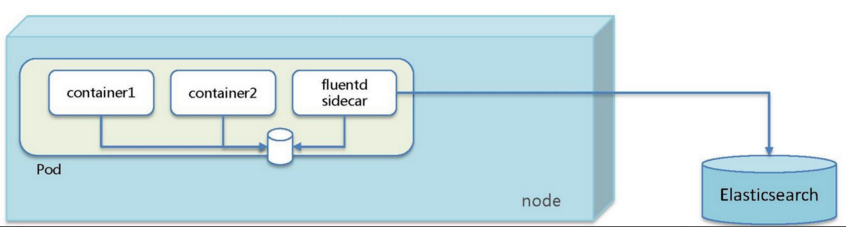 container1
container2
fluentd
sidecar
Pod
node
Elasticsearch